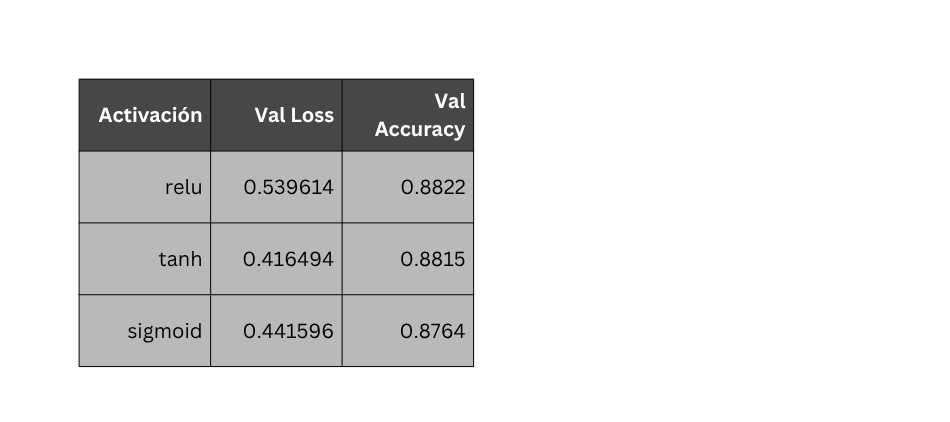 Activación Val Loss Val
Accuracy
relu 0.539614 0.8822
tanh 0.416494 0.8815
sigmoid 0.441596 0.8764